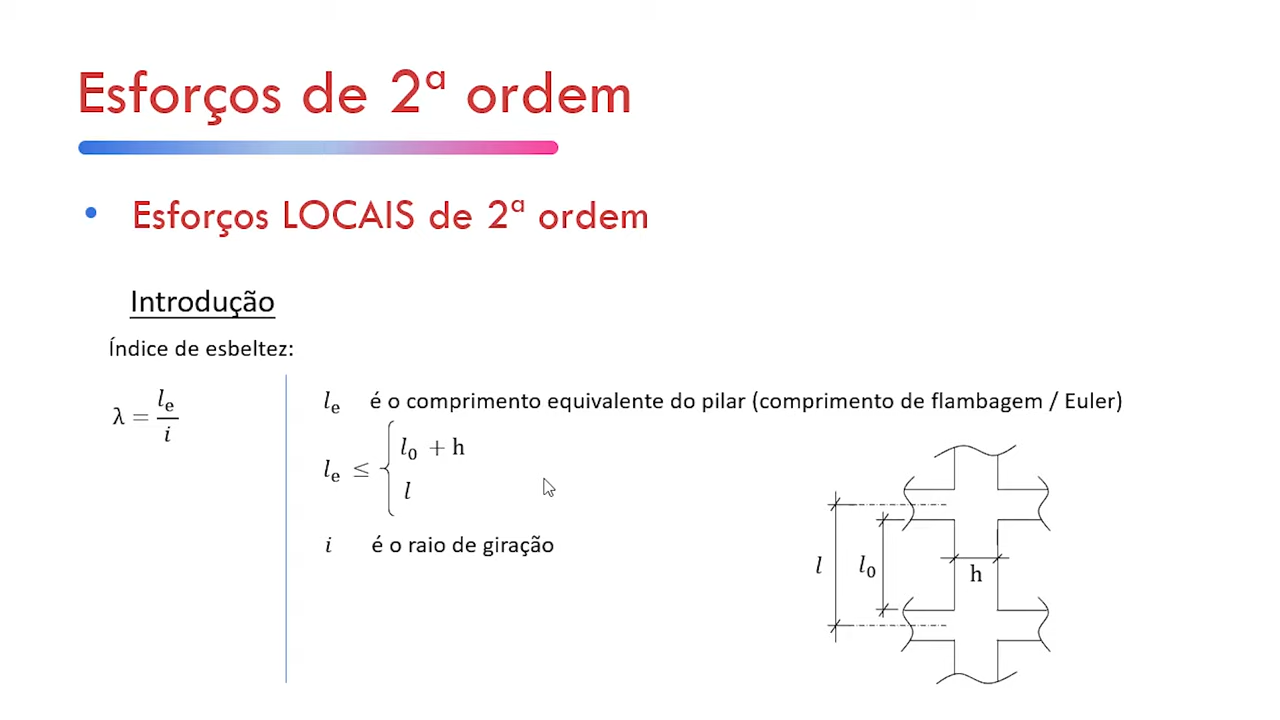 Esforços de 2ª ordem
• Esforços LOCAIS de 2ª ordem
Introdução
Índice de esbeltez:
λ = lₑ / i
lₑ é o comprimento equivalente do pilar (comprimento de flambagem / Euler)
lₑ ≤ { l₀ + h
l
i é o raio de giração
l
l₀
h